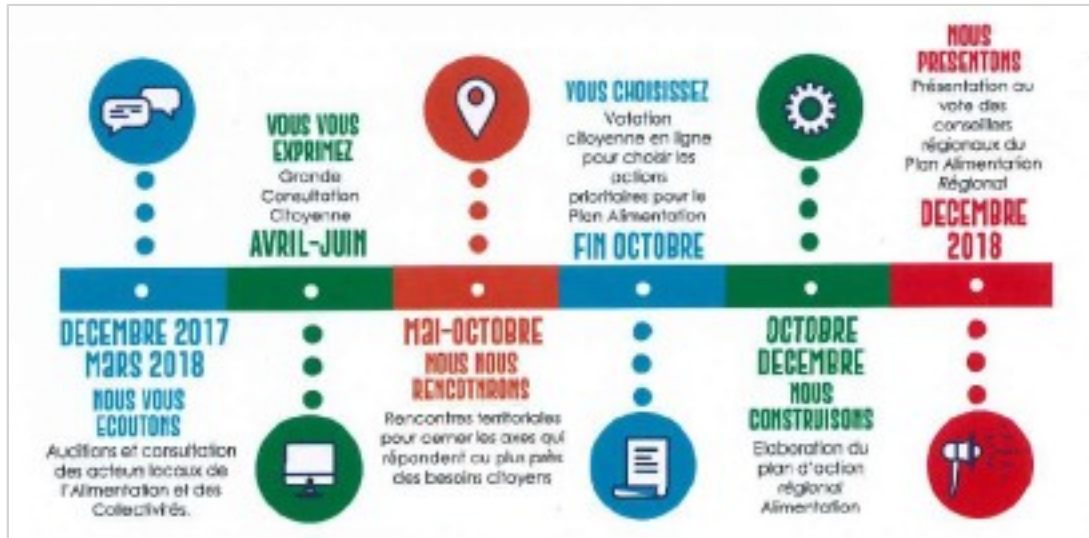 DECEMBRE 2017
MARS 2018
NOUS VOUS
ECOUTONS
Auditions et consultation
des acteurs locaux de
l'Alimentation et des
Collectivités.
VOUS VOUS
EXPRIMEZ
Grande
Consultation
Citoyenne
AVRIL-JUIN
MAI-OCTOBRE
NOUS NOUS
RENCOTNRONS
Rencontres territoriales
pour cerner les axes qui
répondent au plus près
des besoins citoyens
VOUS CHOISISSEZ
Votation
citoyenne en ligne
pour choisir les
actions
prioritaires pour le
Plan Alimentation
FIN OCTOBRE
OCTOBRE
DECEMBRE
NOUS
CONSTRUISONS
Elaboration du
plan d'action
régional
Alimentation
NOUS
PRESENTONS
Présentation au
vote des
conseillers
régionaux du
Plan Alimentation
Régional
DECEMBRE
2018